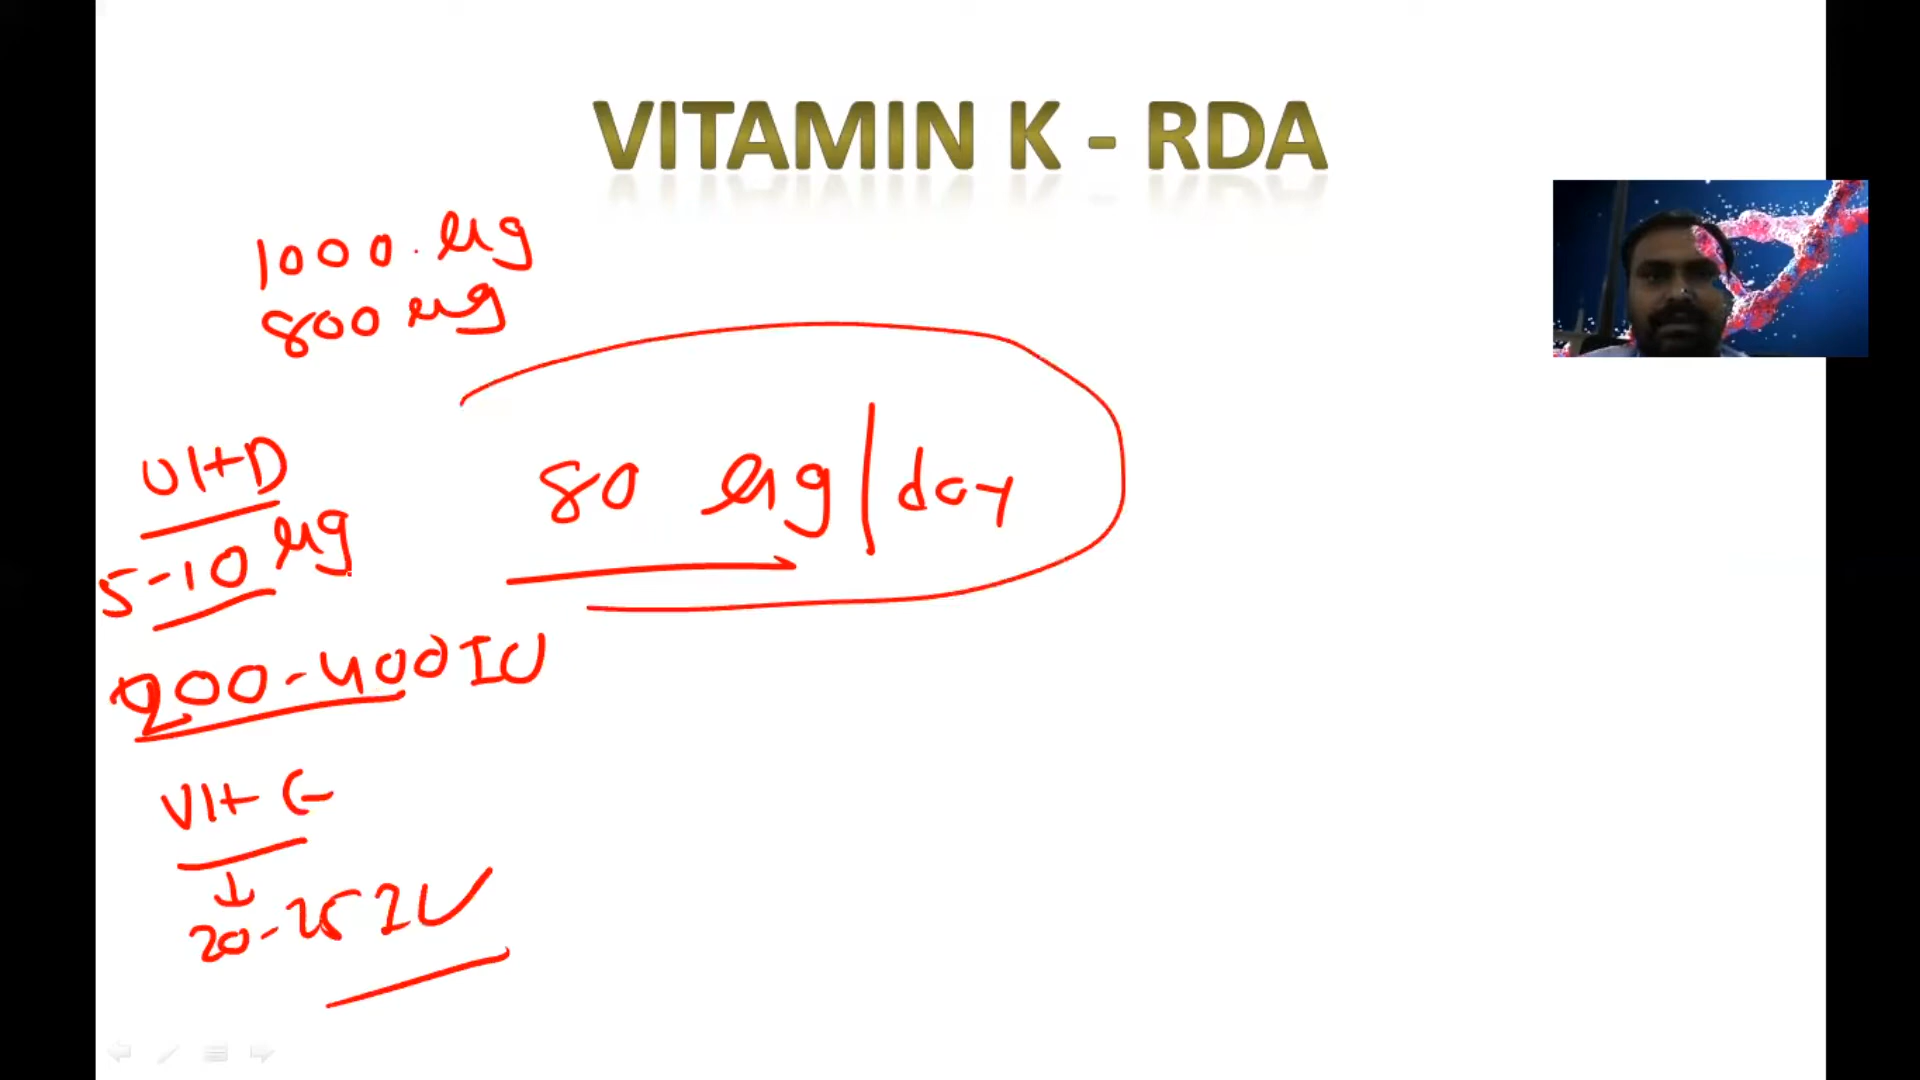 VITAMIN K - RDA
1000 µg
800 µg
80 µg/day
Vit D
5-10 µg
200-400 IU
Vit E
20-25 IU